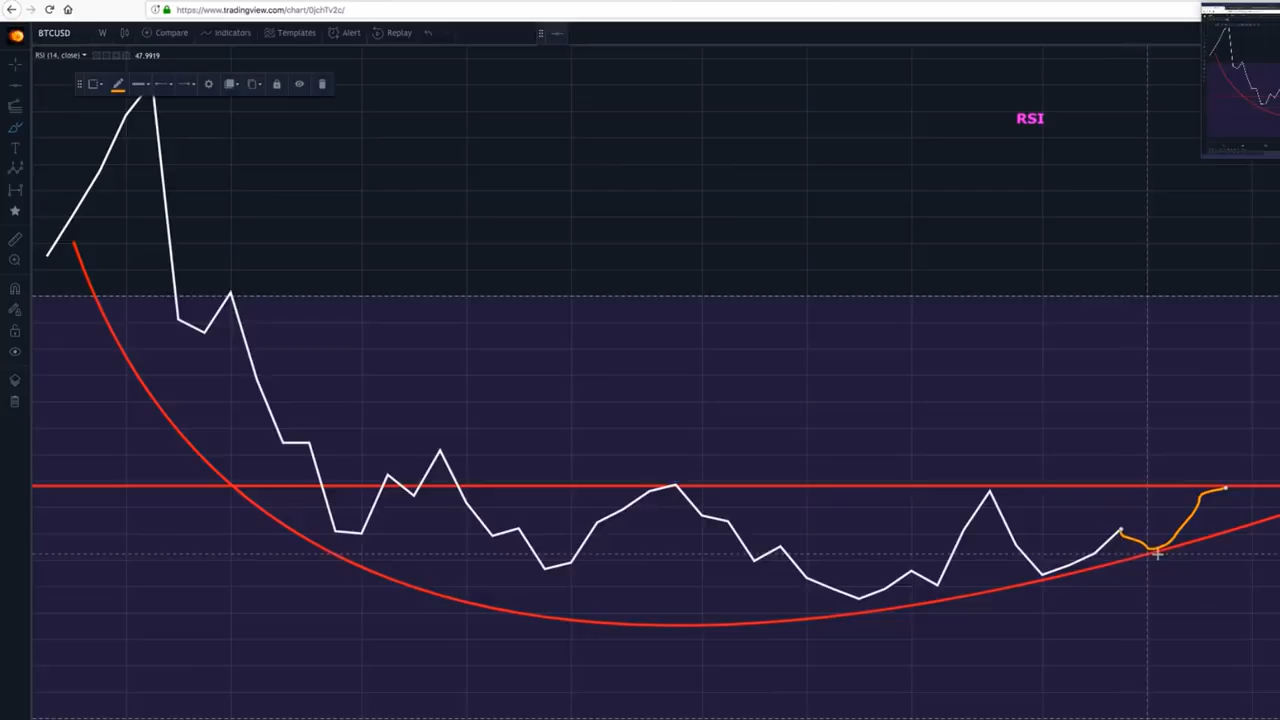 https://www.tradingview.com/chart/0jchTv2c/
BTCUSD W Compare Indicators Templates Alert Replay
RSI (14, close) 47.9919
RSI